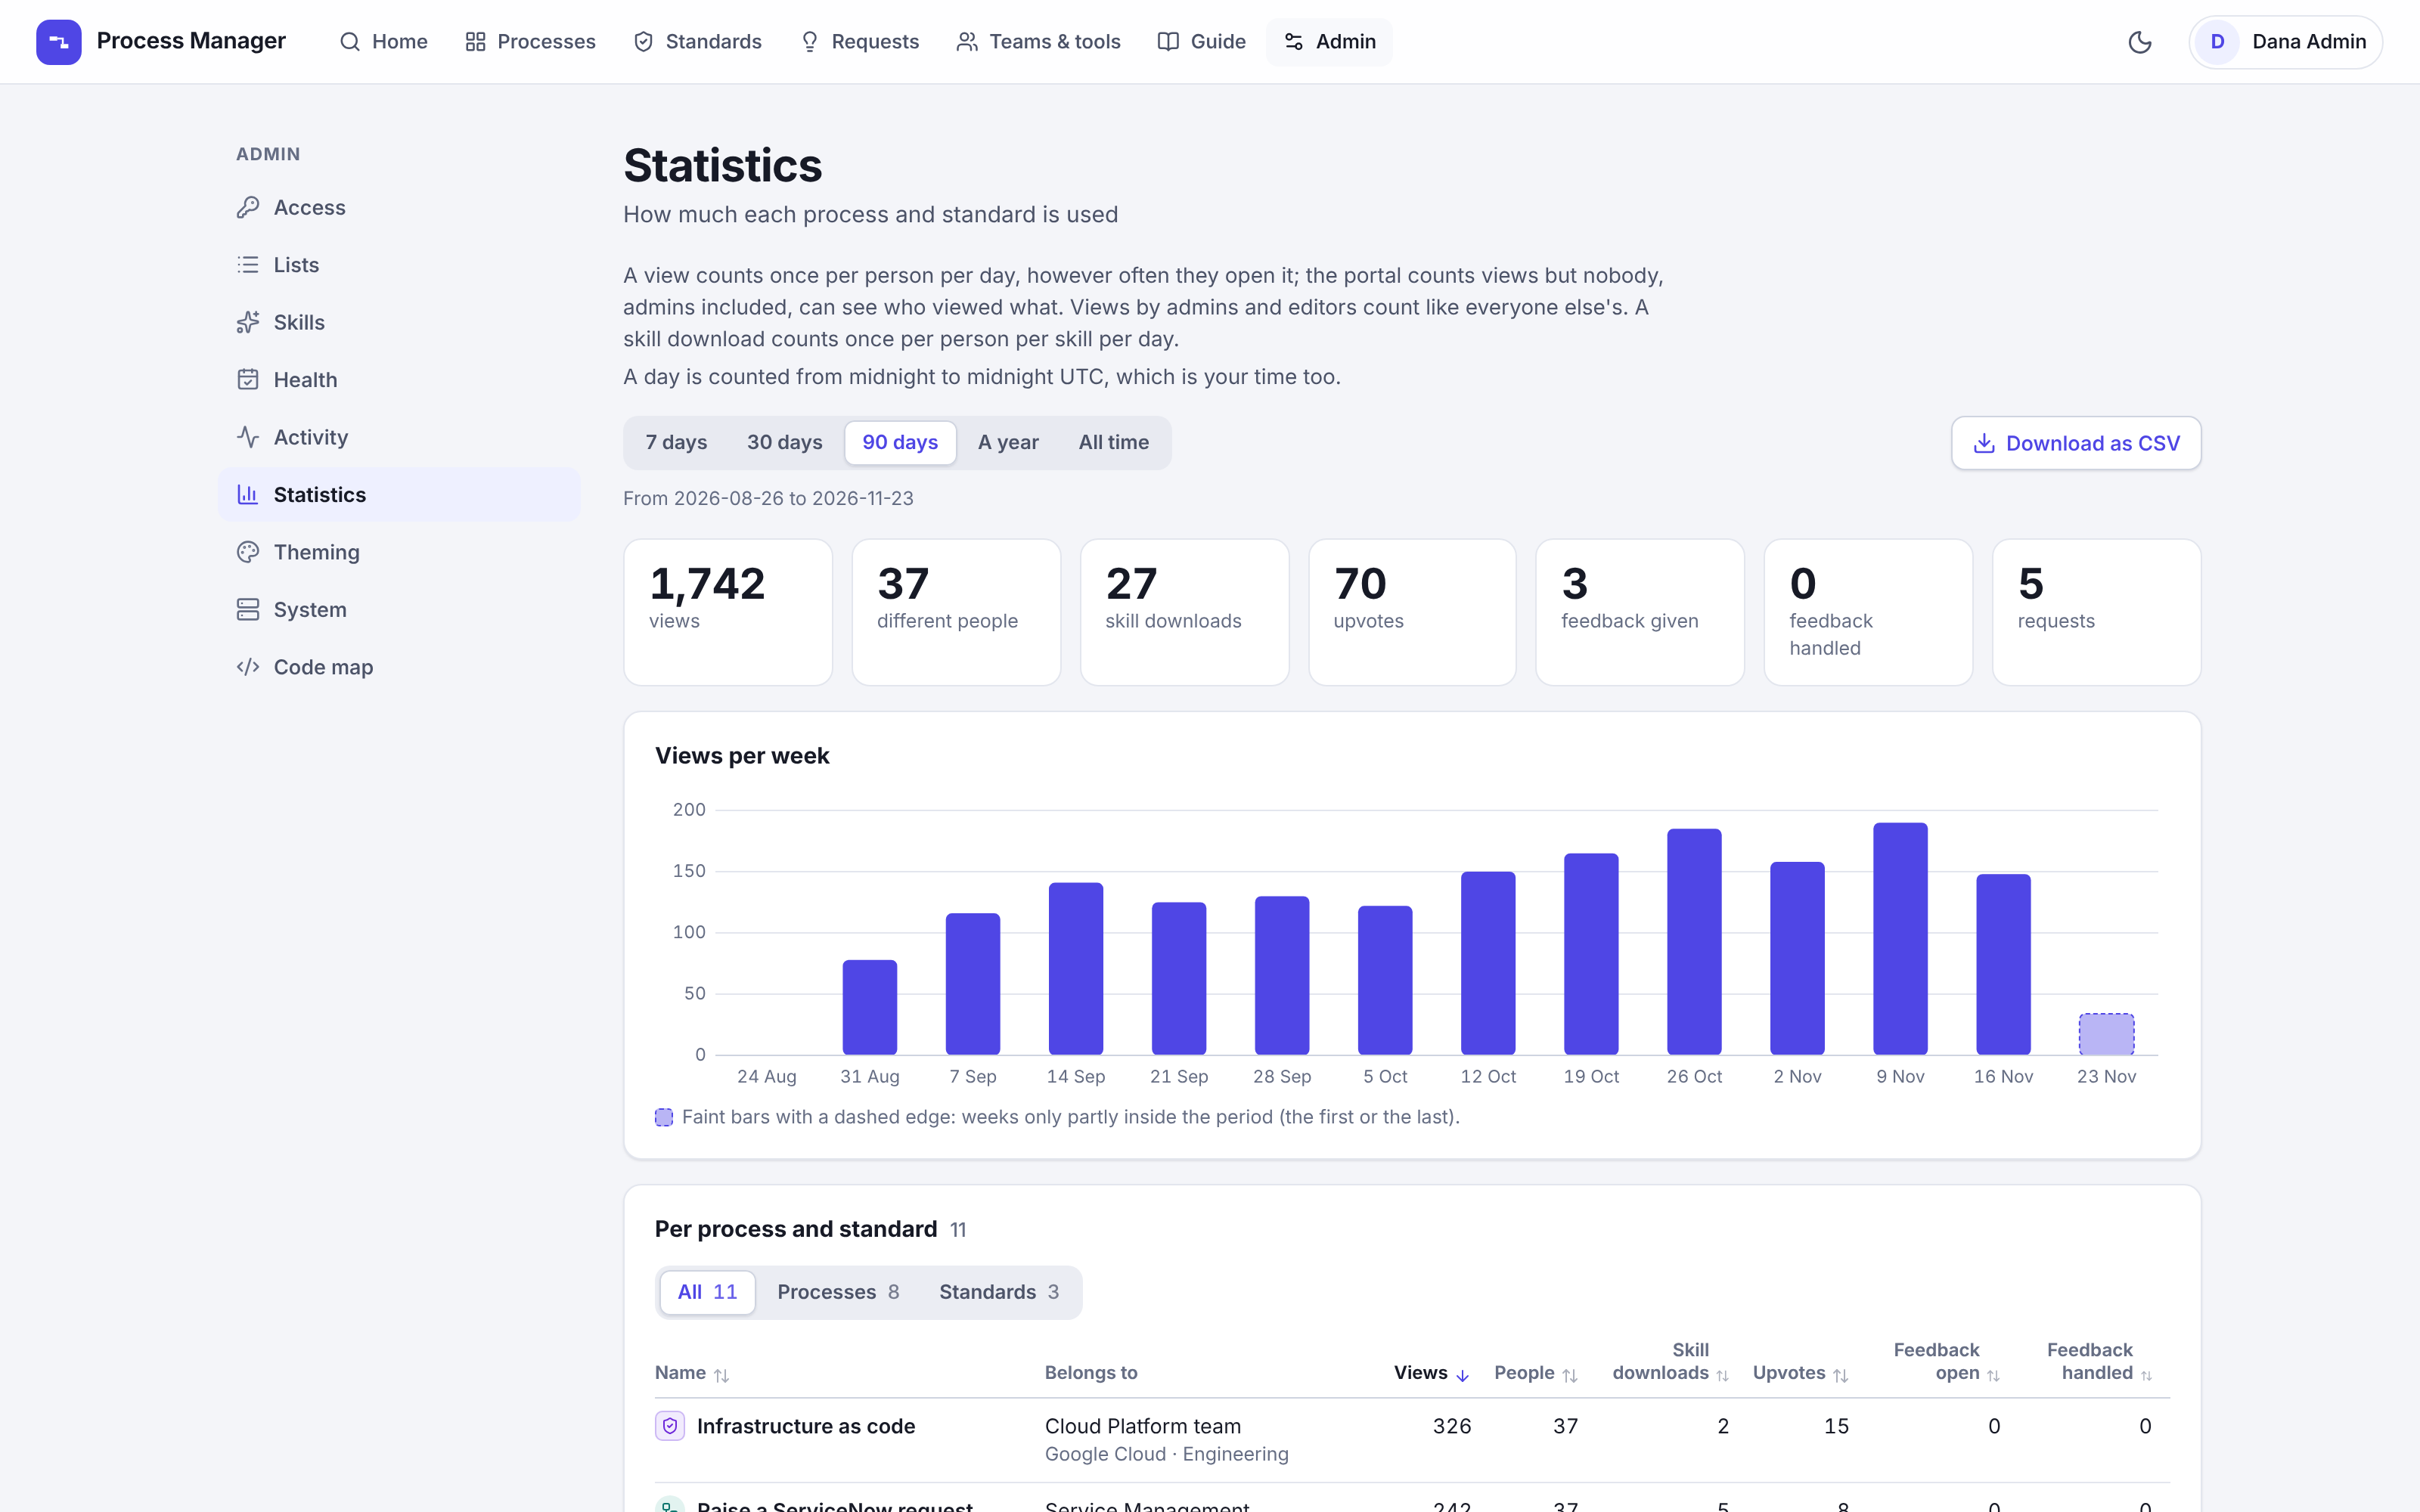 Process Manager
Home
Processes
Standards
Requests
Teams & tools
Guide
Admin
D
Dana Admin
ADMIN
Access
Lists
Skills
Health
Activity
Statistics
Theming
System
Code map
Statistics
How much each process and standard is used
A view counts once per person per day, however often they open it; the portal counts views but nobody,
admins included, can see who viewed what. Views by admins and editors count like everyone else's. A
skill download counts once per person per skill per day.
A day is counted from midnight to midnight UTC, which is your time too.
7 days
30 days
90 days
A year
All time
Download as CSV
From 2026-08-26 to 2026-11-23
1,742
views
37
different people
27
skill downloads
70
upvotes
3
feedback given
0
feedback
handled
5
requests
Views per week
200
150
100
50
0
24 Aug
31 Aug
7 Sep
14 Sep
21 Sep
28 Sep
5 Oct
12 Oct
19 Oct
26 Oct
2 Nov
9 Nov
16 Nov
23 Nov
Faint bars with a dashed edge: weeks only partly inside the period (the first or the last).
Per process and standard 11
All 11
Processes 8
Standards 3
Name
Belongs to
Views
People
Skill
downloads
Upvotes
Feedback
open
Feedback
handled
Infrastructure as code
Cloud Platform team
Google Cloud · Engineering
326
37
2
15
0
0
Raise a ServiceNow request
Service Management
242
37
5
8
0
0